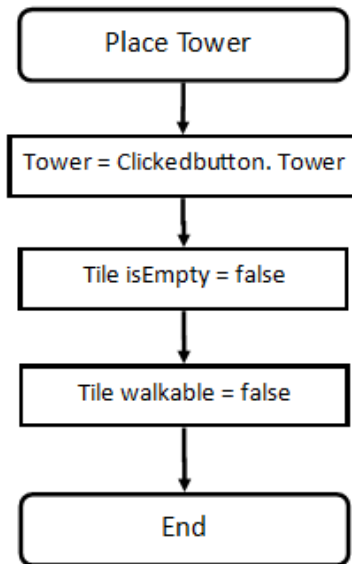 Place Tower
Tower = Clickedbutton. Tower
Tile isEmpty = false
Tile walkable = false
End